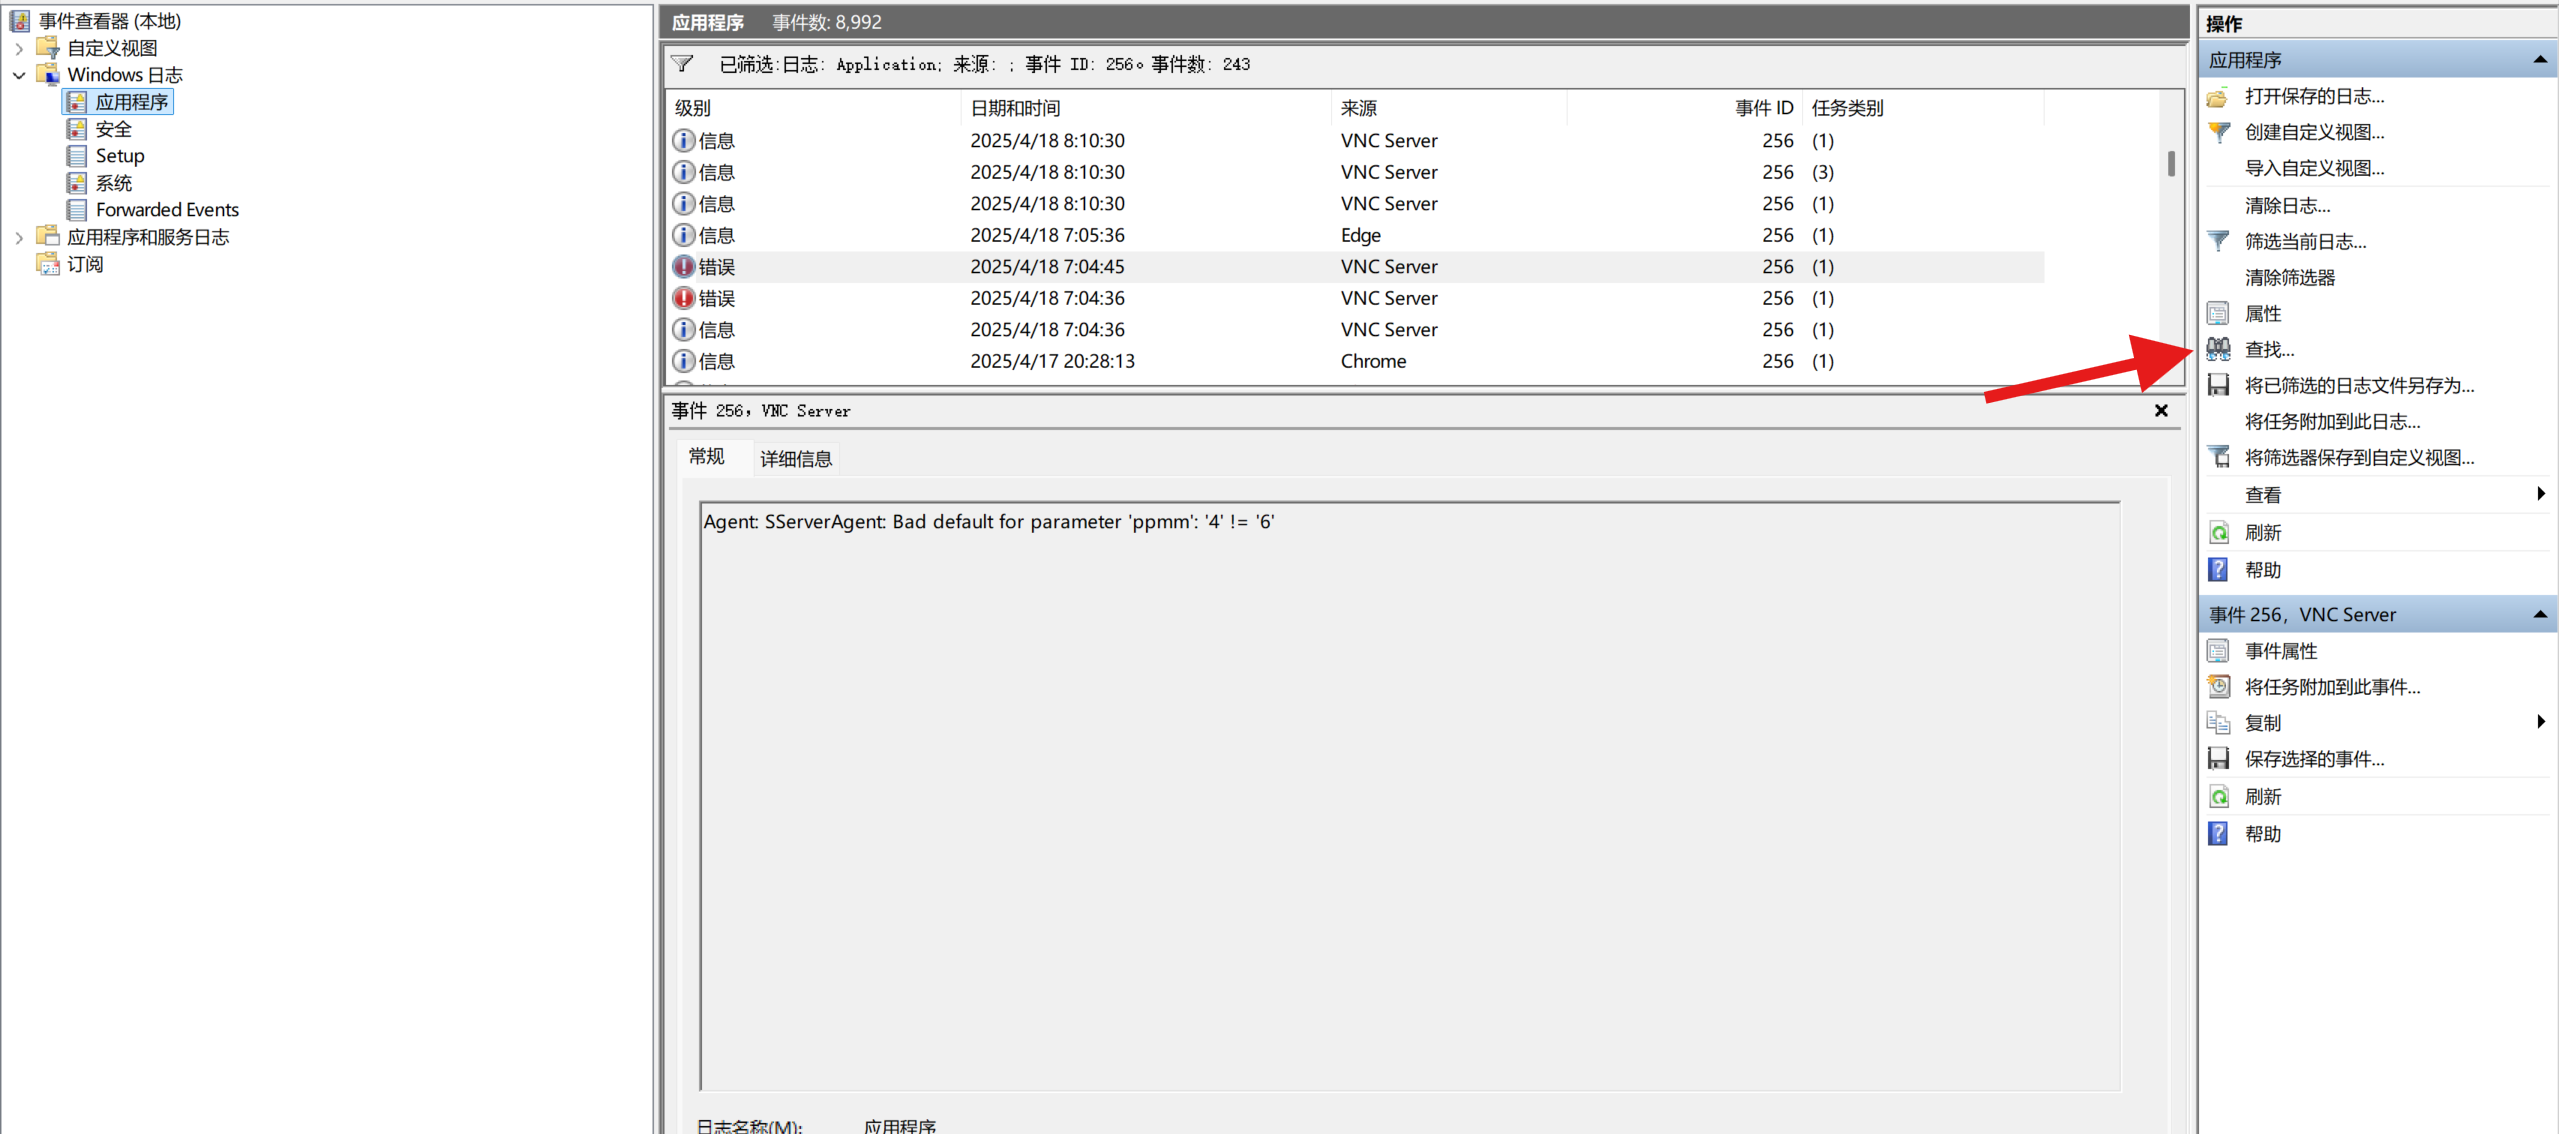 事件查看器 (本地)
自定义视图
Windows 日志
应用程序
安全
Setup
系统
Forwarded Events
应用程序和服务日志
订阅
应用程序 事件数: 8,992
已筛选:日志: Application; 来源: ; 事件 ID: 256。事件数: 243
级别 日期和时间 来源 事件 ID 任务类别
信息 2025/4/18 8:10:30 VNC Server 256 (1)
信息 2025/4/18 8:10:30 VNC Server 256 (3)
信息 2025/4/18 8:10:30 VNC Server 256 (1)
信息 2025/4/18 7:05:36 Edge 256 (1)
错误 2025/4/18 7:04:45 VNC Server 256 (1)
错误 2025/4/18 7:04:36 VNC Server 256 (1)
信息 2025/4/18 7:04:36 VNC Server 256 (1)
信息 2025/4/17 20:28:13 Chrome 256 (1)
事件 256，VNC Server
常规 详细信息
Agent: SServerAgent: Bad default for parameter 'ppmm': '4' != '6'
日志名称(M): 应用程序
操作
应用程序
打开保存的日志...
创建自定义视图...
导入自定义视图...
清除日志...
筛选当前日志...
清除筛选器
属性
查找...
将已筛选的日志文件另存为...
将任务附加到此日志...
将筛选器保存到自定义视图...
查看
刷新
帮助
事件 256，VNC Server
事件属性
将任务附加到此事件...
复制
保存选择的事件...
刷新
帮助